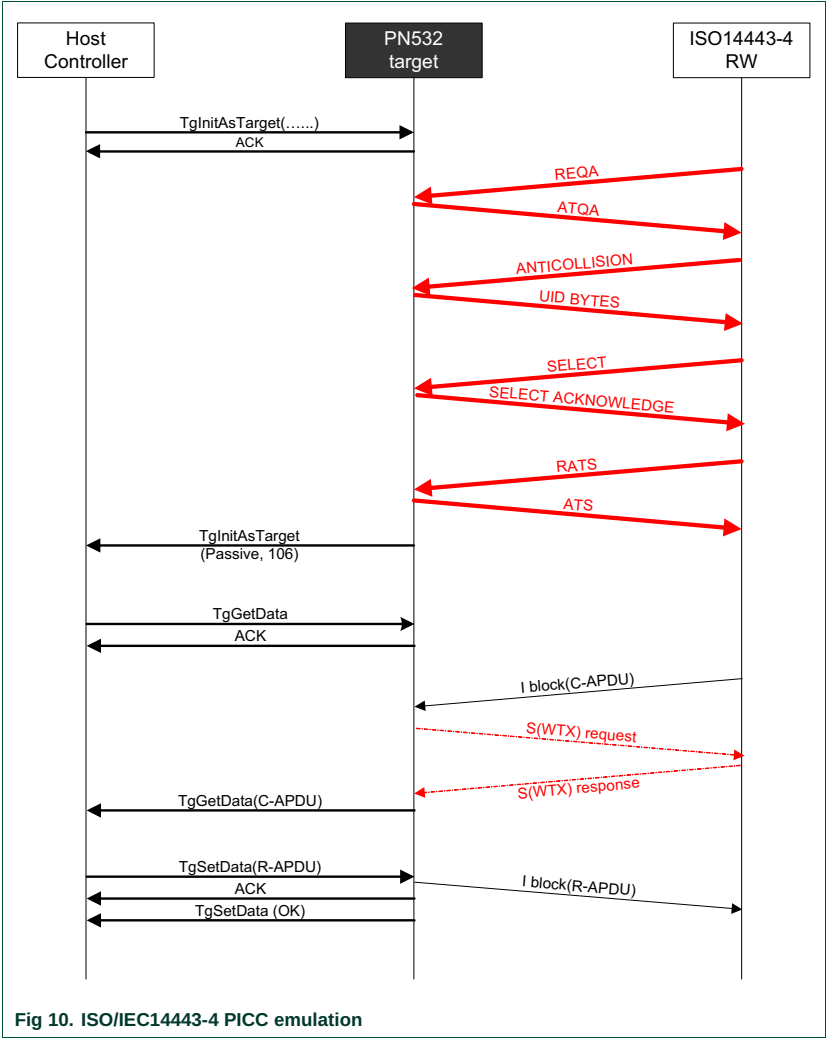 Host
Controller
PN532
target
ISO14443-4
RW
TgInitAsTarget(......)
ACK
REQA
ATQA
ANTICOLLISION
UID BYTES
SELECT
SELECT ACKNOWLEDGE
RATS
ATS
TgInitAsTarget
(Passive, 106)
TgGetData
ACK
I block(C-APDU)
S(WTX) request
S(WTX) response
TgGetData(C-APDU)
TgSetData(R-APDU)
ACK
I block(R-APDU)
TgSetData (OK)
Fig 10. ISO/IEC14443-4 PICC emulation